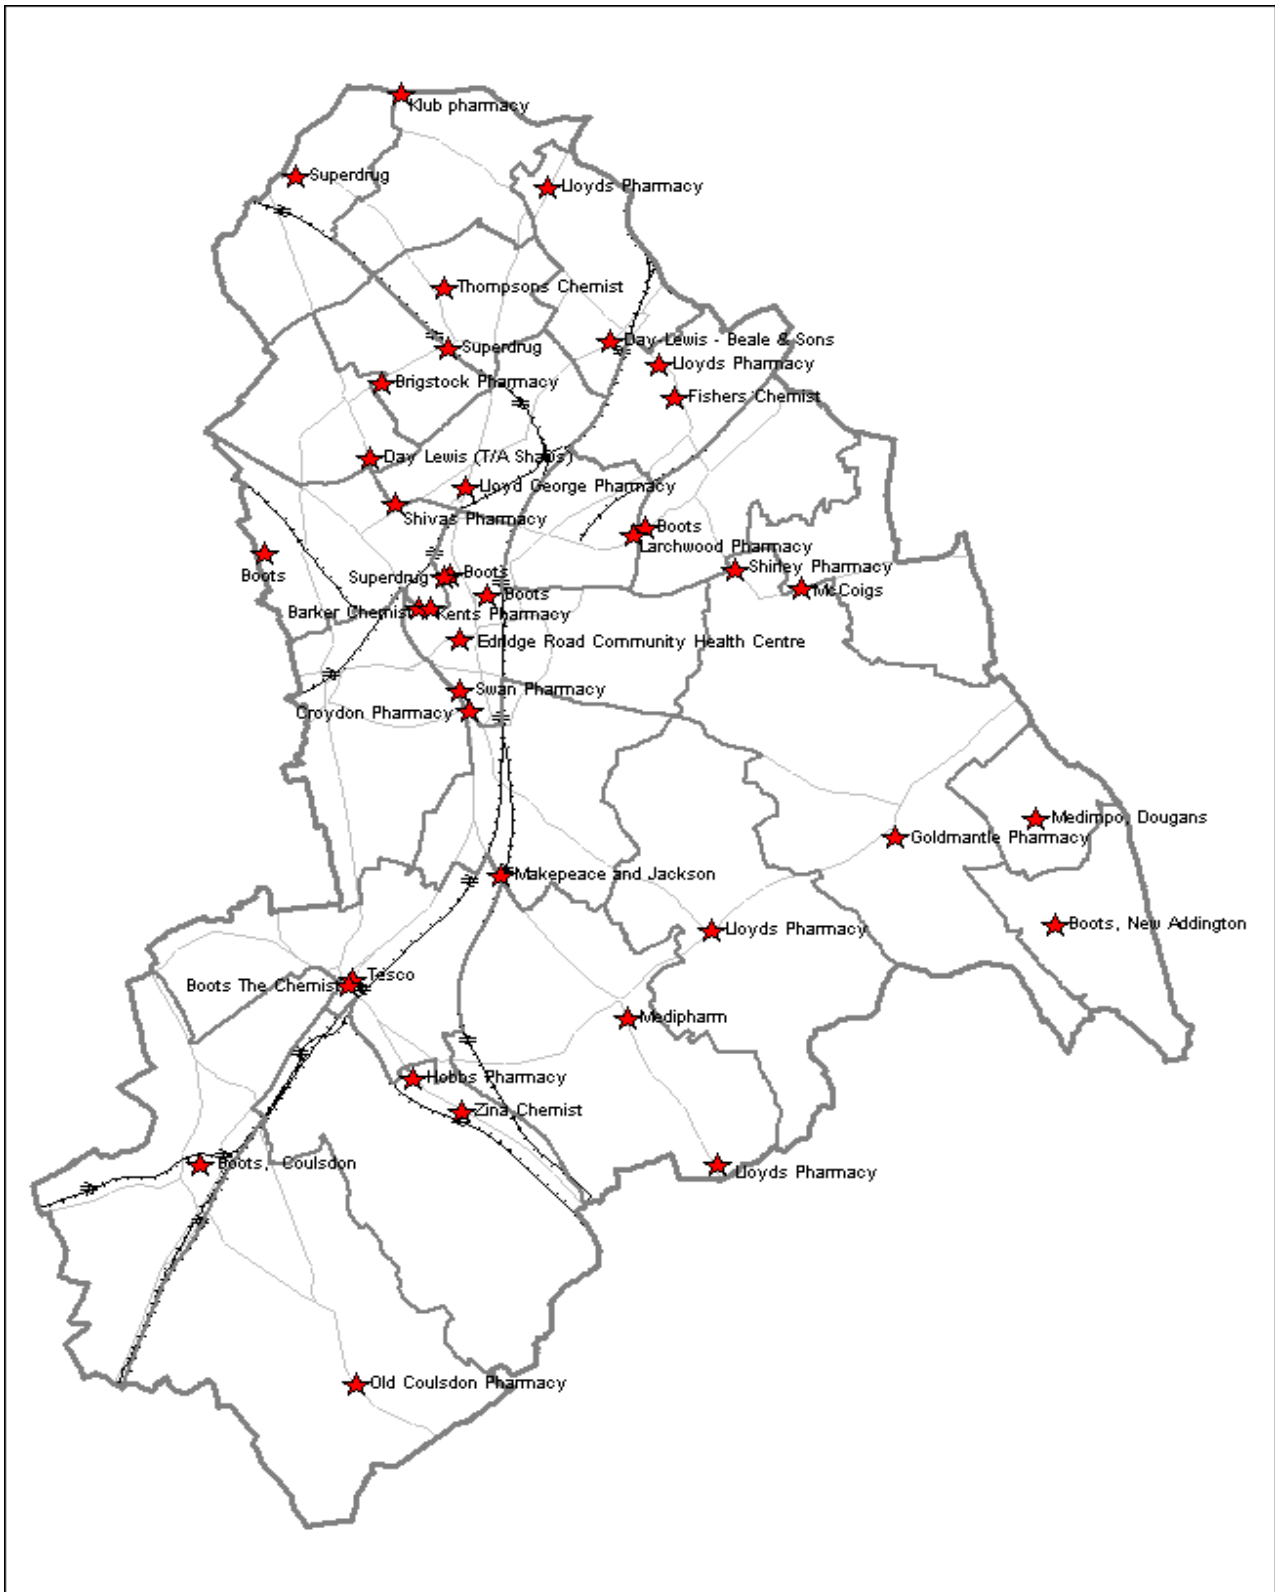 Klub pharmacy
Superdrug
Lloyds Pharmacy
Thompsons Chemist
Day Lewis - Beale & Sons
Superdrug
Lloyds Pharmacy
Brigstock Pharmacy
Fishers Chemist
Day Lewis (T/A Shahs)
Lloyd George Pharmacy
Shivas Pharmacy
Boots
Larchwood Pharmacy
Boots
Superdrug
Boots
Shirley Pharmacy
McCoigs
Boots
Barker Chemist
Kents Pharmacy
Edridge Road Community Health Centre
Swan Pharmacy
Croydon Pharmacy
Medimpo, Dougans
Goldmantle Pharmacy
Makepeace and Jackson
Boots, New Addington
Lloyds Pharmacy
Tesco
Boots The Chemist
Medipharm
Hobbs Pharmacy
Zina Chemist
Boots, Coulsdon
Lloyds Pharmacy
Old Coulsdon Pharmacy